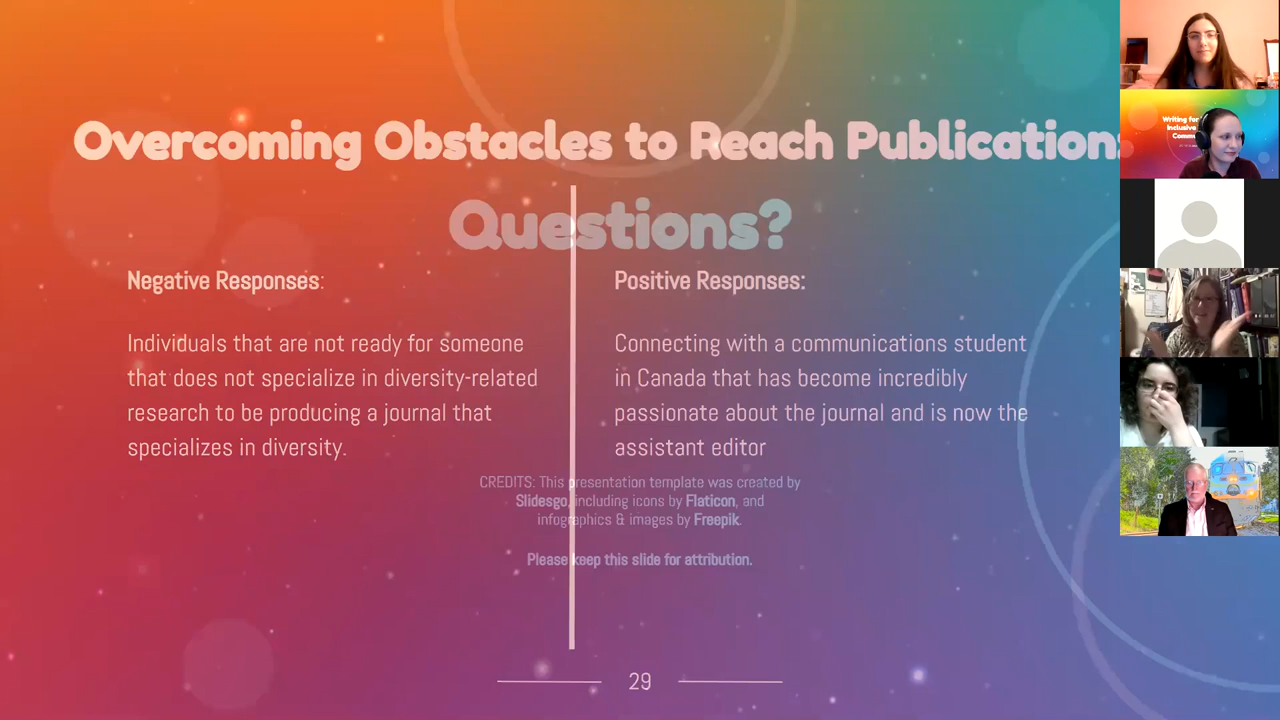 Overcoming Obstacles to Reach Publication:
Questions?
Negative Responses:
Individuals that are not ready for someone
that does not specialize in diversity-related
research to be producing a journal that
specializes in diversity.
Positive Responses:
Connecting with a communications student
in Canada that has become incredibly
passionate about the journal and is now the
assistant editor
CREDITS: This presentation template was created by
Slidesgo, including icons by Flaticon, and
infographics & images by Freepik.
Please keep this slide for attribution.
29
Writing for
Inclusive